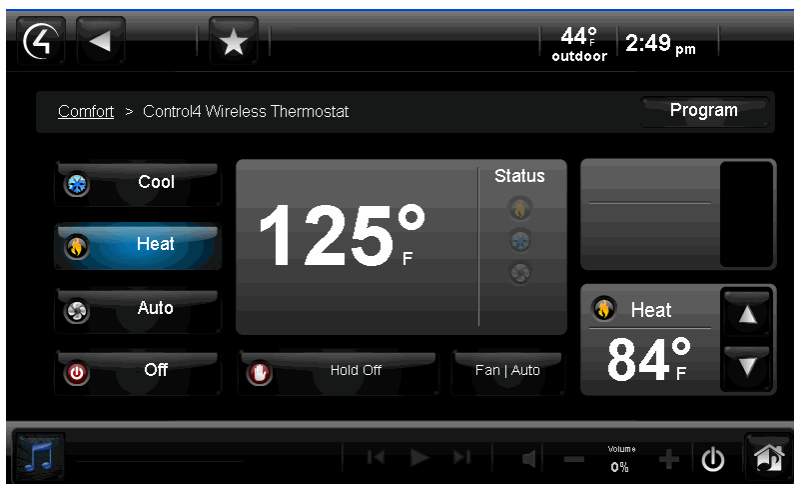 44°F
outdoor
2:49 pm
Comfort > Control4 Wireless Thermostat
Program
Cool
Heat
Auto
Off
125°F
Status
Hold Off
Fan | Auto
Heat
84°F
Volume
0%